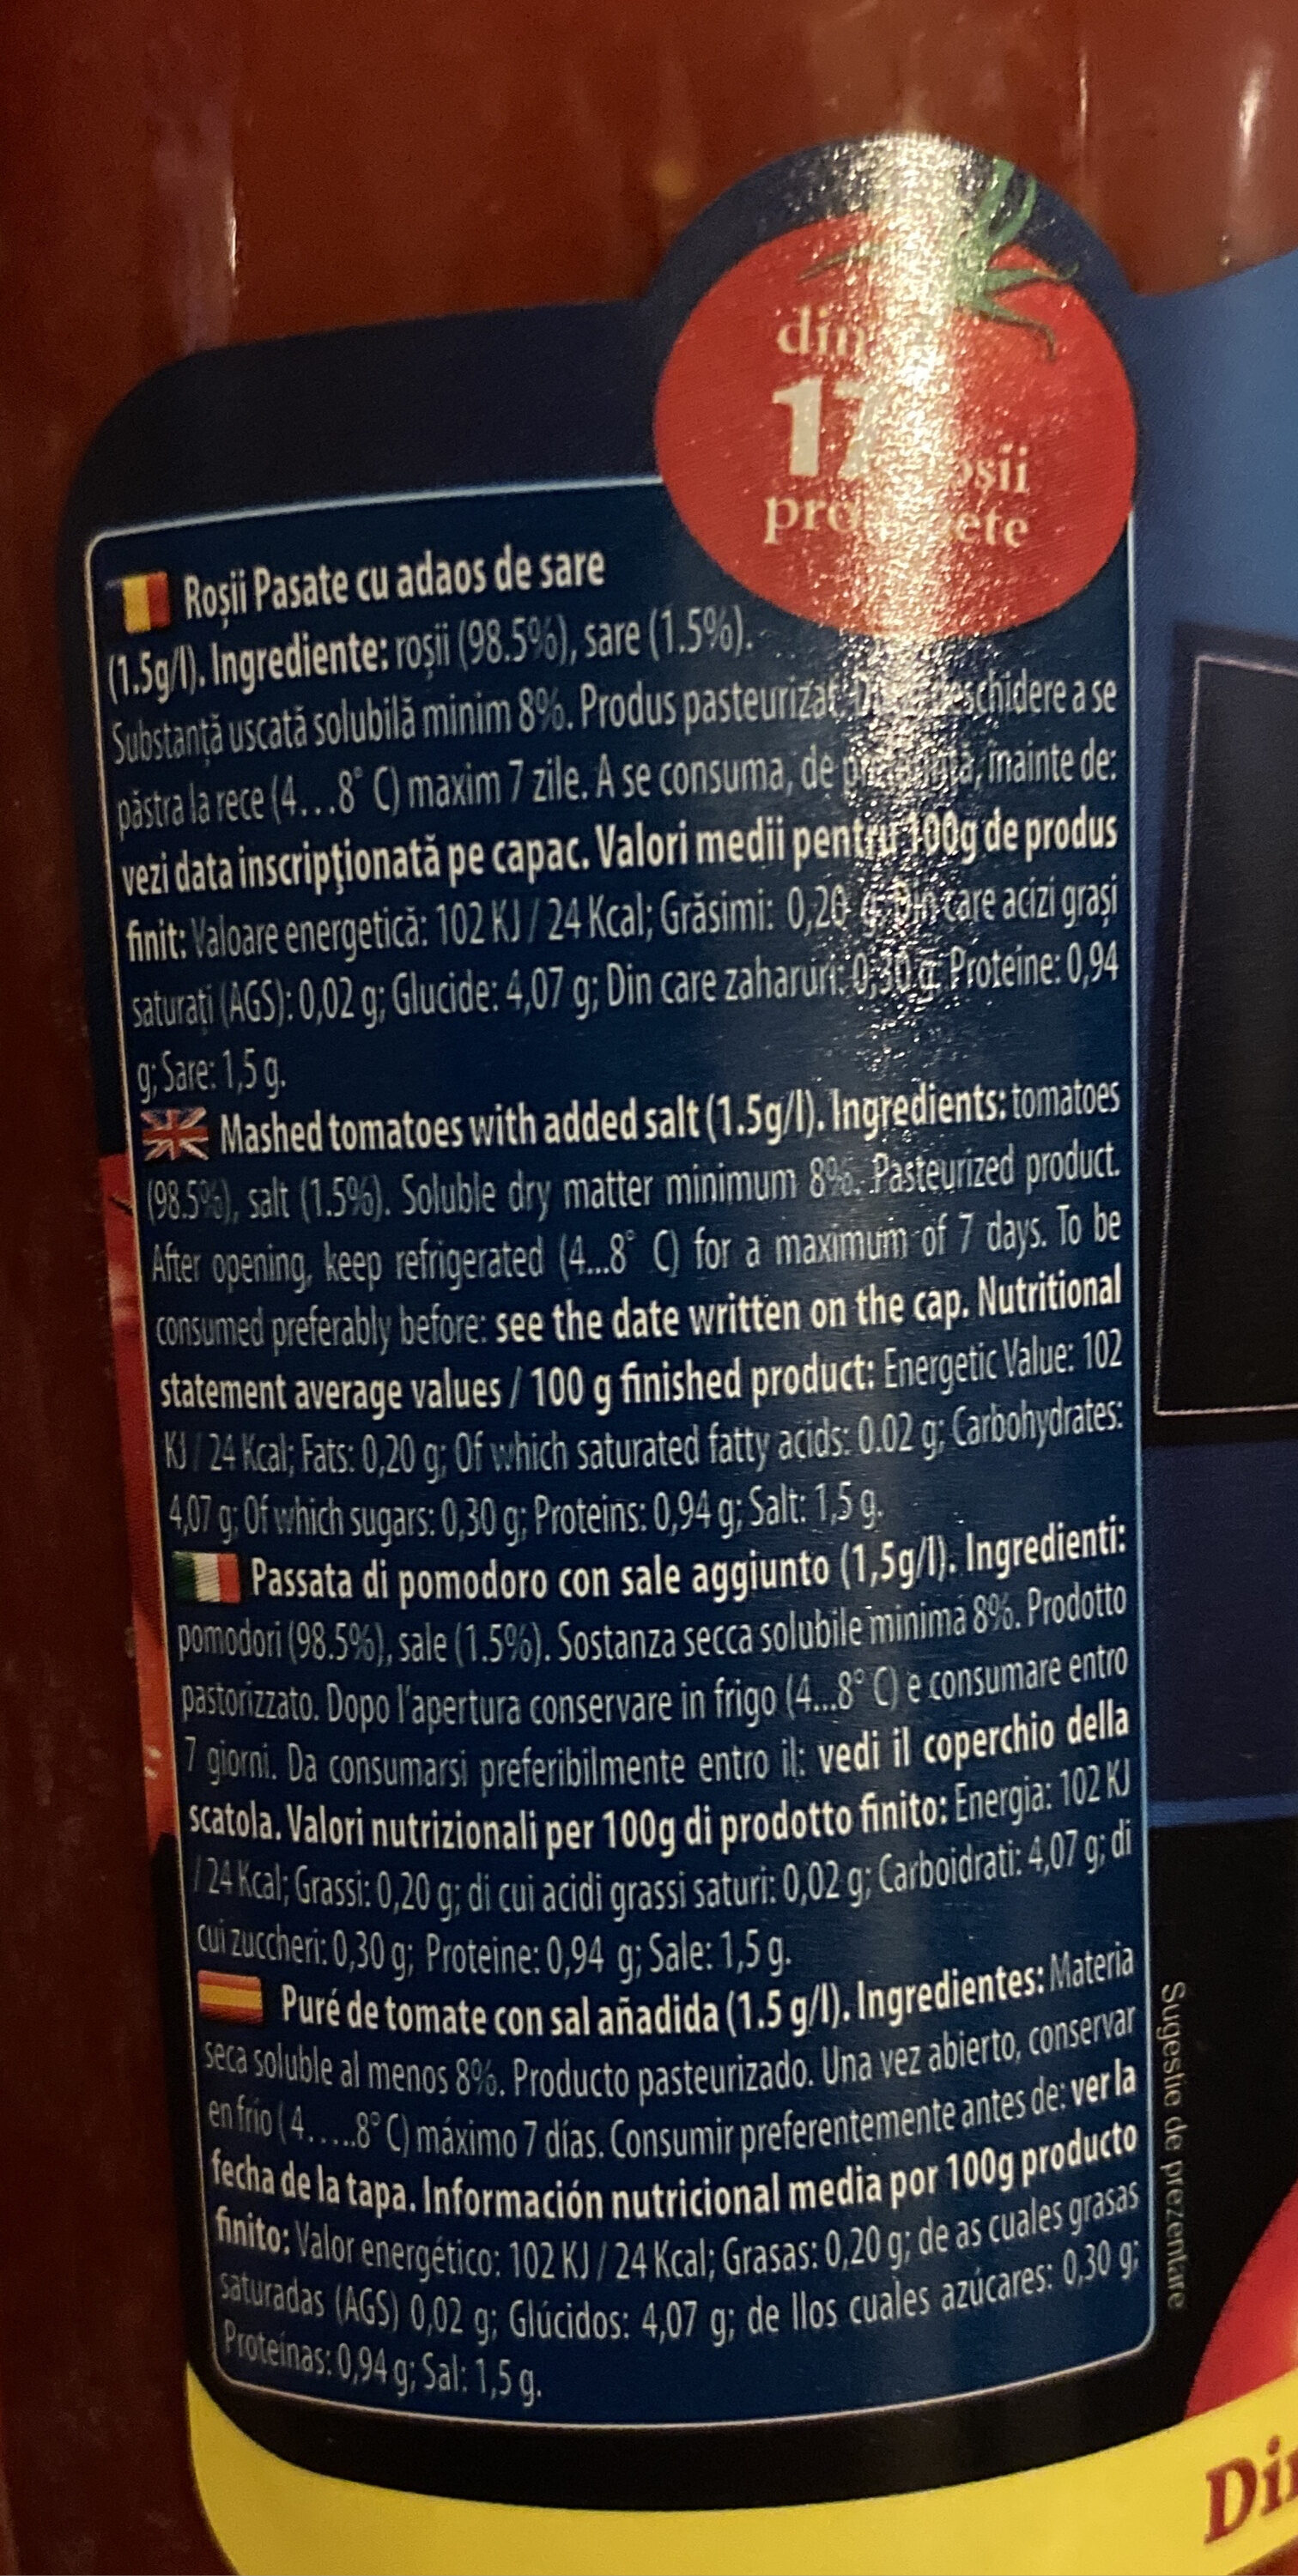 din
17
roșii
proaspete
Roșii Pasate cu adaos de sare
(1.5g/l). Ingrediente: roșii (98.5%), sare (1.5%).
Substanță uscată solubilă minim 8%. Produs pasteurizat. După deschidere a se
păstra la rece (4...8° C) maxim 7 zile. A se consuma, de preferință, înainte de:
vezi data inscripționată pe capac. Valori medii pentru 100g de produs
finit: Valoare energetică: 102 KJ / 24 Kcal; Grăsimi: 0,20 g; Din care acizi grași
saturați (AGS): 0,02 g; Glucide: 4,07 g; Din care zaharuri: 0,30 g; Proteine: 0,94
g; Sare: 1,5 g.
Mashed tomatoes with added salt (1.5g/l). Ingredients: tomatoes
(98.5%), salt (1.5%). Soluble dry matter minimum 8%. Pasteurized product.
After opening, keep refrigerated (4...8° C) for a maximum of 7 days. To be
consumed preferably before: see the date written on the cap. Nutritional
statement average values / 100 g finished product: Energetic Value: 102
KJ / 24 Kcal; Fats: 0,20 g; Of which saturated fatty acids: 0.02 g; Carbohydrates:
4,07 g; Of which sugars: 0,30 g; Proteins: 0,94 g; Salt: 1,5 g.
Passata di pomodoro con sale aggiunto (1,5g/l). Ingredienti:
pomodori (98.5%), sale (1.5%). Sostanza secca solubile minima 8%. Prodotto
pastorizzato. Dopo l'apertura conservare in frigo (4...8° C) e consumare entro
7 giorni. Da consumarsi preferibilmente entro il: vedi il coperchio della
scatola. Valori nutrizionali per 100g di prodotto finito: Energia: 102 KJ
/ 24 Kcal; Grassi: 0,20 g; di cui acidi grassi saturi: 0,02 g; Carboidrati: 4,07 g; di
cui zuccheri: 0,30 g; Proteine: 0,94 g; Sale: 1,5 g.
Puré de tomate con sal añadida (1.5 g/l). Ingredientes: Materia
seca soluble al menos 8%. Producto pasteurizado. Una vez abierto, conservar
en frío ( 4.....8° C) máximo 7 días. Consumir preferentemente antes de: ver la
fecha de la tapa. Información nutricional media por 100g producto
finito: Valor energético: 102 KJ / 24 Kcal; Grasas: 0,20 g; de as cuales grasas
saturadas (AGS) 0,02 g; Glúcidos: 4,07 g; de llos cuales azúcares: 0,30 g;
Proteínas: 0,94 g; Sal: 1,5 g.
Sugestie de prezentare